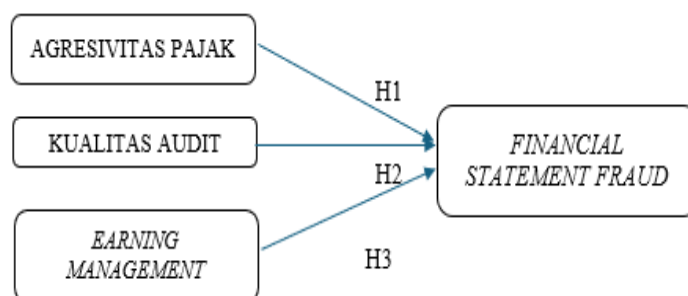 AGRESIVITAS PAJAK
H1
KUALITAS AUDIT
FINANCIAL
STATEMENT FRAUD
H2
EARNING
MANAGEMENT
H3